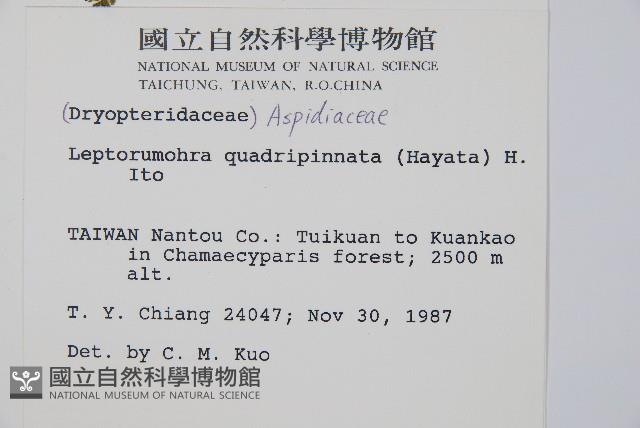 國立自然科學博物館
NATIONAL MUSEUM OF NATURAL SCIENCE
TAICHUNG, TAIWAN, R.O.CHINA
(Dryopteridaceae) Aspidiaceae
Leptorumohra quadripinnata (Hayata) H.
Ito
TAIWAN Nantou Co.: Tuikuan to Kuankao
in Chamaecyparis forest; 2500 m
alt.
T. Y. Chiang 24047; Nov 30, 1987
Det. by C. M. Kuo
國立自然科學博物館
NATIONAL MUSEUM OF NATURAL SCIENCE